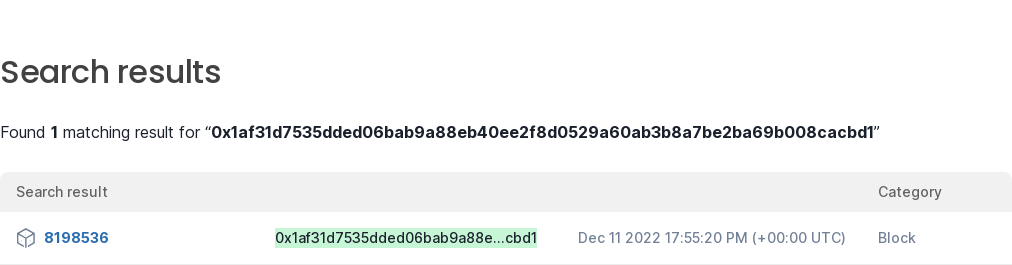 Search results
Found 1 matching result for “0x1af31d7535dded06bab9a88eb40ee2f8d0529a60ab3b8a7be2ba69b008cacbd1”
Search result Category
8198536 0x1af31d7535dded06bab9a88e...cbd1 Dec 11 2022 17:55:20 PM (+00:00 UTC) Block